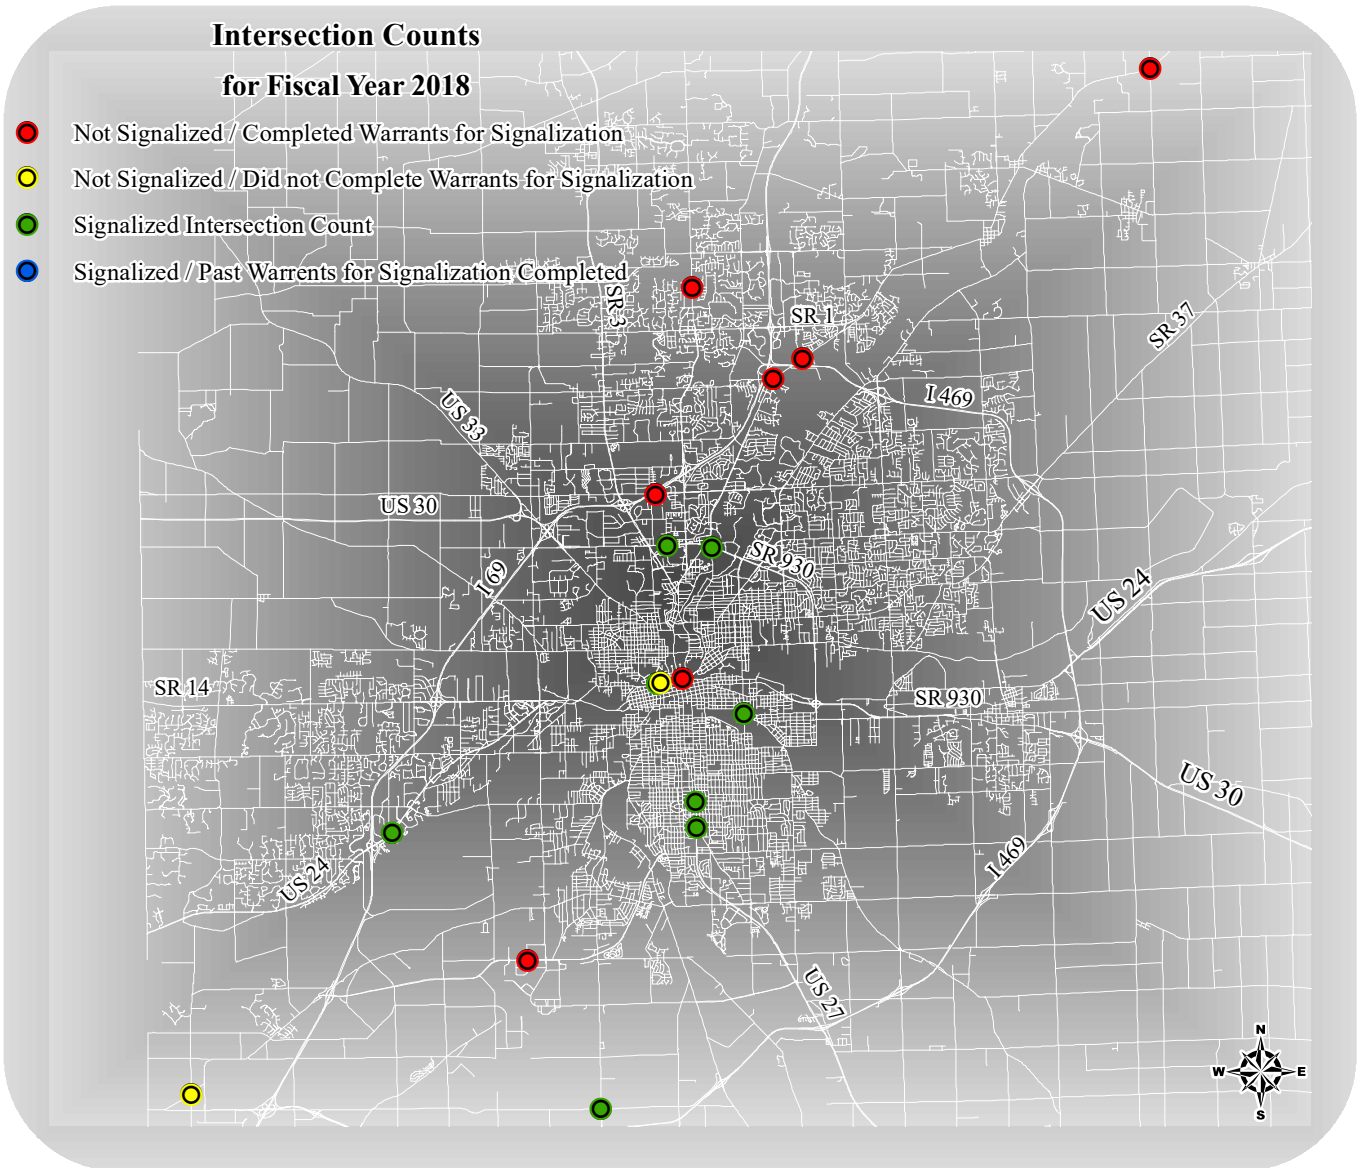 Intersection Counts
for Fiscal Year 2018
Not Signalized / Completed Warrants for Signalization
Not Signalized / Did not Complete Warrants for Signalization
Signalized Intersection Count
Signalized / Past Warrents for Signalization Completed
SR 3
SR 1
SR 37
I 469
US 33
US 30
SR 930
I 69
US 24
SR 14
SR 930
US 30
I 469
US 24
US 27
N
W E
S